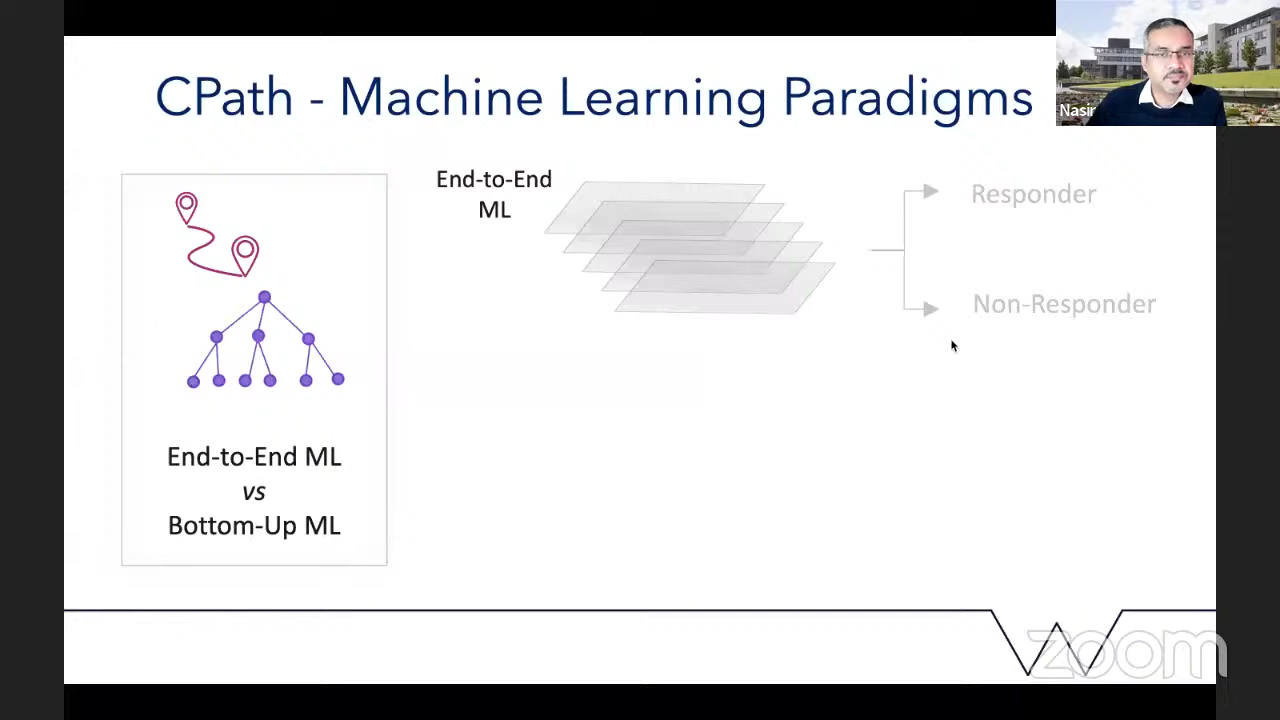 CPath - Machine Learning Paradigms
Nasir
End-to-End
ML
Responder
Non-Responder
End-to-End ML
vs
Bottom-Up ML
zoom